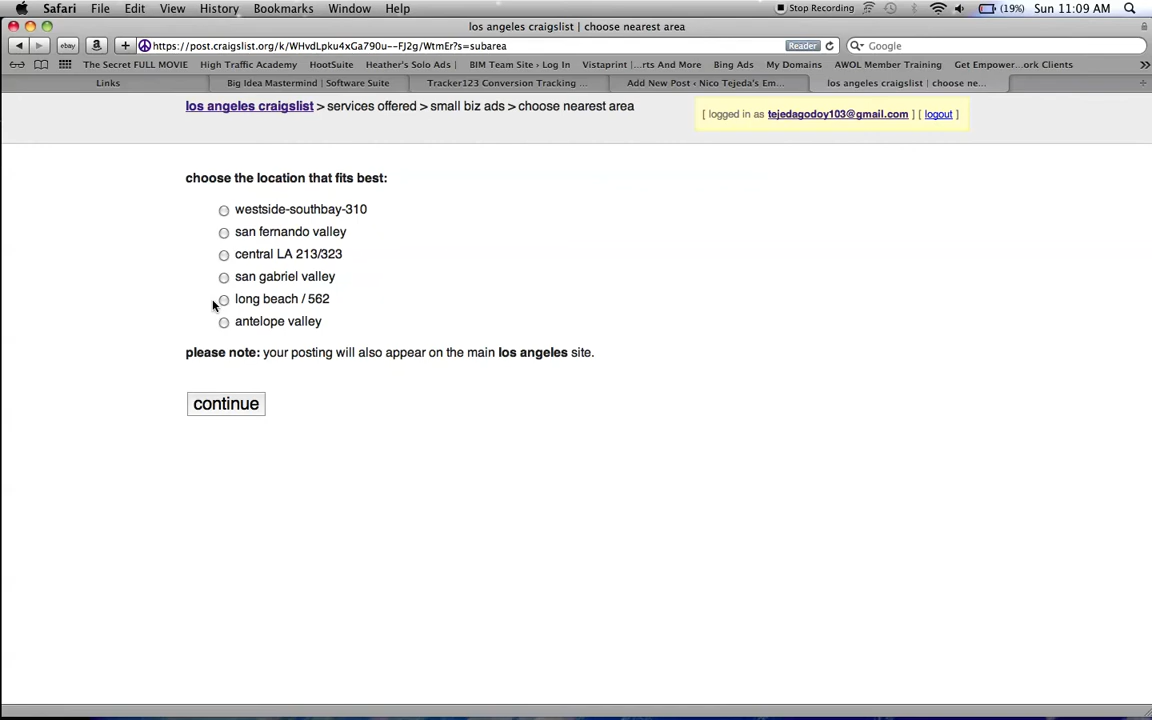 Safari File Edit View History Bookmarks Window Help Stop Recording (19%) Sun 11:09 AM
los angeles craigslist | choose nearest area
ebay https://post.craigslist.org/k/WHvdLpku4xGa790u--FJ2g/WtmEr?s=subarea Reader Google
The Secret FULL MOVIE High Traffic Academy HootSuite Heather's Solo Ads | BIM Team Site › Log In Vistaprint |...rts And More Bing Ads My Domains AWOL Member Training Get Empower...ork Clients
Links Big Idea Mastermind | Software Suite Tracker123 Conversion Tracking ... Add New Post ‹ Nico Tejeda's Em... los angeles craigslist | choose ne...
los angeles craigslist > services offered > small biz ads > choose nearest area
[ logged in as tejedagodoy103@gmail.com ] [ logout ]
choose the location that fits best:
westside-southbay-310
san fernando valley
central LA 213/323
san gabriel valley
long beach / 562
antelope valley
please note: your posting will also appear on the main los angeles site.
continue